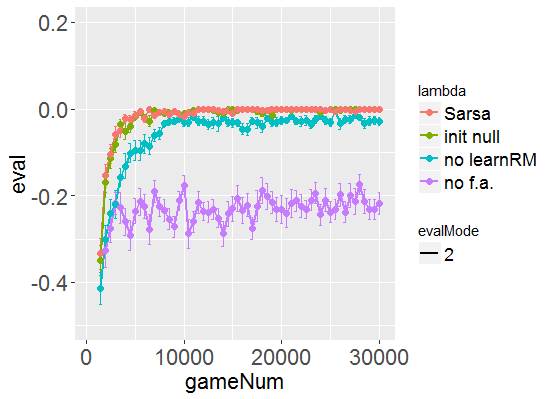 0.2
0.0
-0.2
-0.4
eval
0
10000
20000
30000
gameNum
lambda
Sarsa
init null
no learnRM
no f.a.
evalMode
2